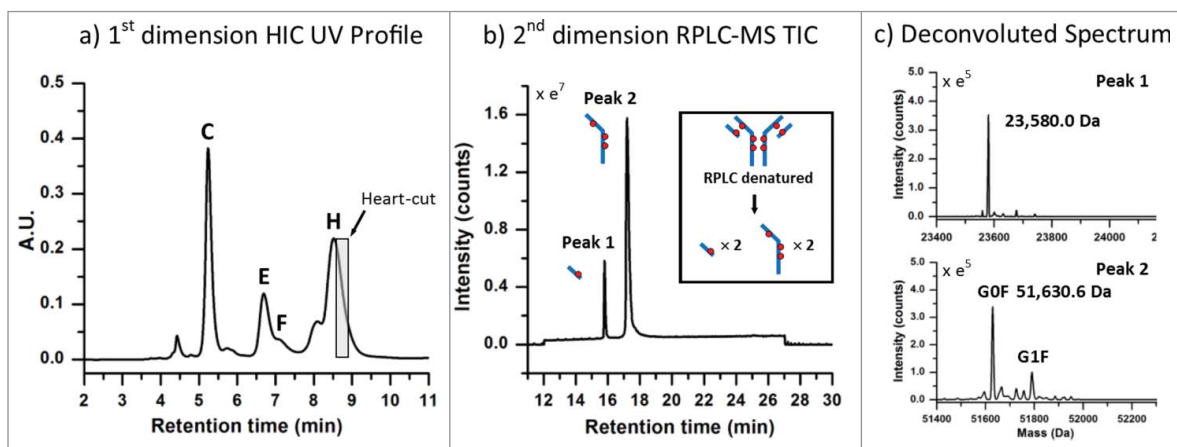 a) 1st dimension HIC UV Profile
A.U.
0.5
0.4
0.3
0.2
0.1
0.0
C
E
F
H
Heart-cut
2 3 4 5 6 7 8 9 10 11
Retention time (min)
b) 2nd dimension RPLC-MS TIC
x e7
Intensity (counts)
1.6
1.2
0.8
0.4
0.0
Peak 2
Peak 1
RPLC denatured
× 2
× 2
12 14 16 18 20 22 24 26 28 30
Retention time (min)
c) Deconvoluted Spectrum
x e5
Peak 1
Intensity (counts)
5.0
4.0
3.0
2.0
1.0
0.0
23,580.0 Da
23400 23600 23800 24000 2
x e5
Peak 2
Intensity (counts)
5.0
4.0
3.0
2.0
1.0
0.0
G0F 51,630.6 Da
G1F
51400 51600 51800 52000 52200
Mass (Da)